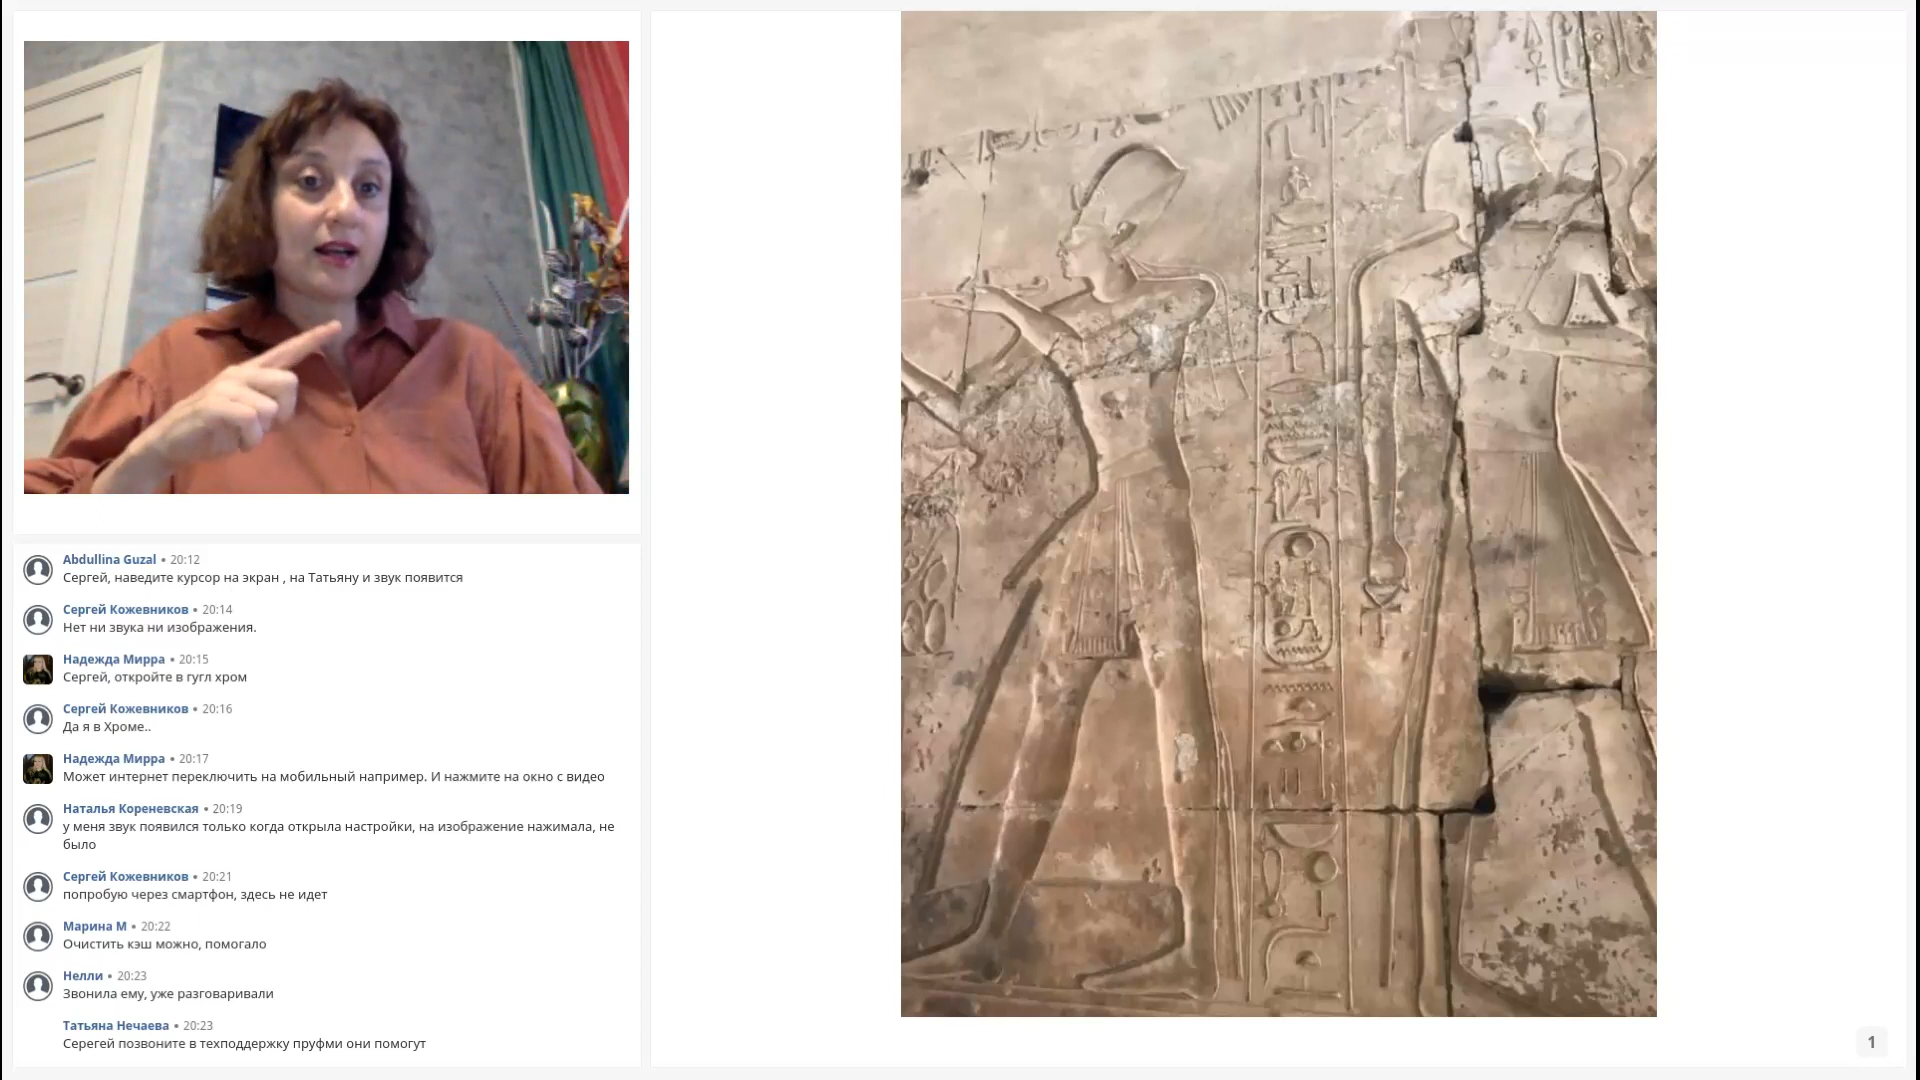 Abdullina Guzal • 20:12
Сергей, наведите курсор на экран , на Татьяну и звук появится
Сергей Кожевников • 20:14
Нет ни звука ни изображения.
Надежда Мирра • 20:15
Сергей, откройте в гугл хром
Сергей Кожевников • 20:16
Да я в Хроме..
Надежда Мирра • 20:17
Может интернет переключить на мобильный например. И нажмите на окно с видео
Наталья Кореневская • 20:19
у меня звук появился только когда открыла настройки, на изображение нажимала, не
было
Сергей Кожевников • 20:21
попробую через смартфон, здесь не идет
Марина М • 20:22
Очистить кэш можно, помогало
Нелли • 20:23
Звонила ему, уже разговаривали
Татьяна Нечаева • 20:23
Серегей позвоните в техподдержку пруфми они помогут
1